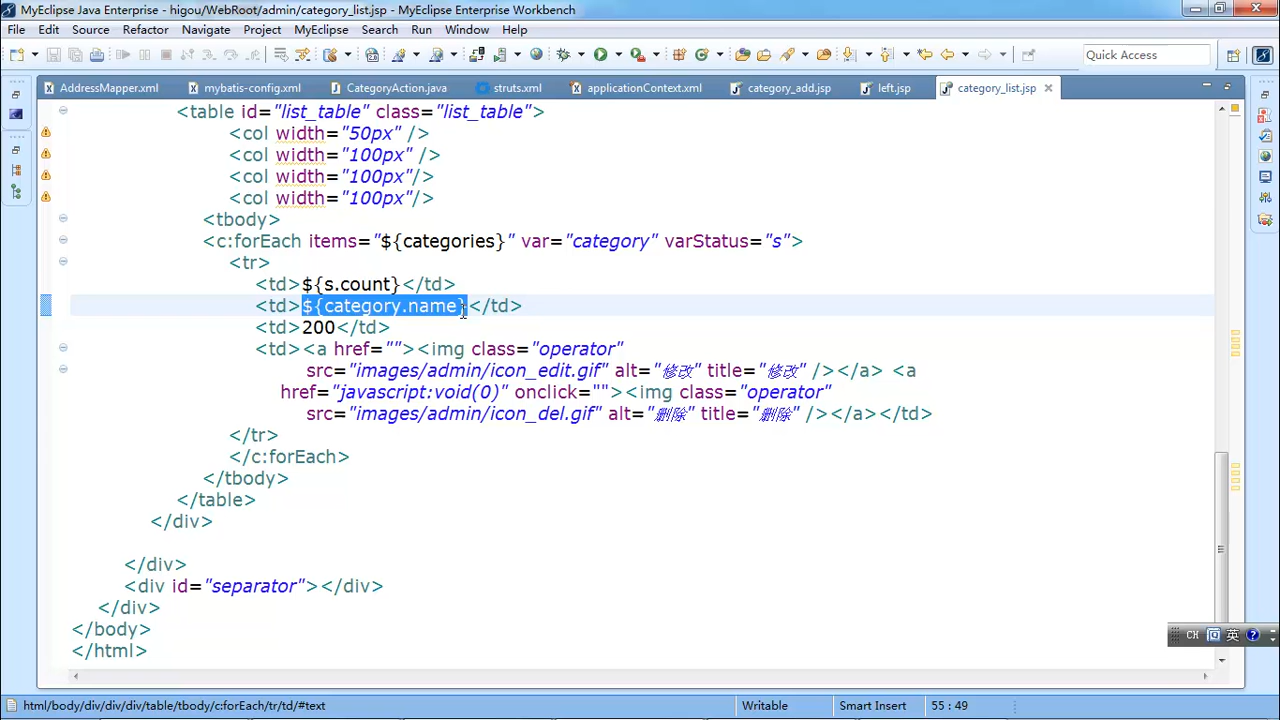 MyEclipse Java Enterprise - higou/WebRoot/admin/category_list.jsp - MyEclipse Enterprise Workbench
File Edit Source Refactor Navigate Project MyEclipse Search Run Window Help
Quick Access
AddressMapper.xml mybatis-config.xml CategoryAction.java struts.xml applicationContext.xml category_add.jsp left.jsp category_list.jsp
<table id="list_table" class="list_table">
<col width="50px" />
<col width="100px" />
<col width="100px"/>
<col width="100px"/>
<tbody>
<c:forEach items="${categories}" var="category" varStatus="s">
<tr>
<td>${s.count}</td>
<td>${category.name}</td>
<td>200</td>
<td><a href=""><img class="operator"
src="images/admin/icon_edit.gif" alt="修改" title="修改" /></a> <a
href="javascript:void(0)" onclick=""><img class="operator"
src="images/admin/icon_del.gif" alt="删除" title="删除" /></a></td>
</tr>
</c:forEach>
</tbody>
</table>
</div>
</div>
<div id="separator"></div>
</div>
</body>
</html>
CH 英
html/body/div/div/div/table/tbody/c:forEach/tr/td/#text Writable Smart Insert 55 : 49